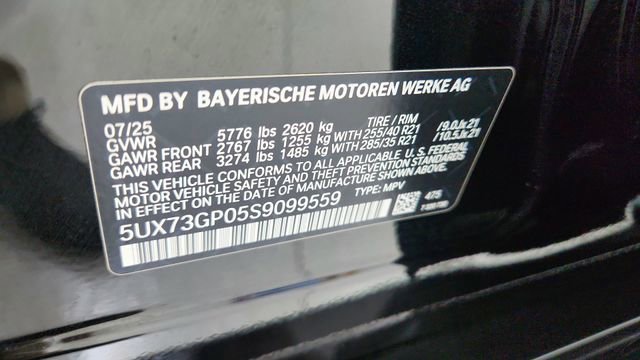 MFD BY BAYERISCHE MOTOREN WERKE AG
07/25 TIRE / RIM
GVWR 5776 lbs 2620 kg
GAWR FRONT 2767 lbs 1255 kg WITH 255/40 R21 /9.0Jx21
GAWR REAR 3274 lbs 1485 kg WITH 285/35 R21 /10.5Jx21
THIS VEHICLE CONFORMS TO ALL APPLICABLE U.S. FEDERAL
MOTOR VEHICLE SAFETY AND THEFT PREVENTION STANDARDS
IN EFFECT ON THE DATE OF MANUFACTURE SHOWN ABOVE.
5UX73GP05S9099559 TYPE: MPV 475